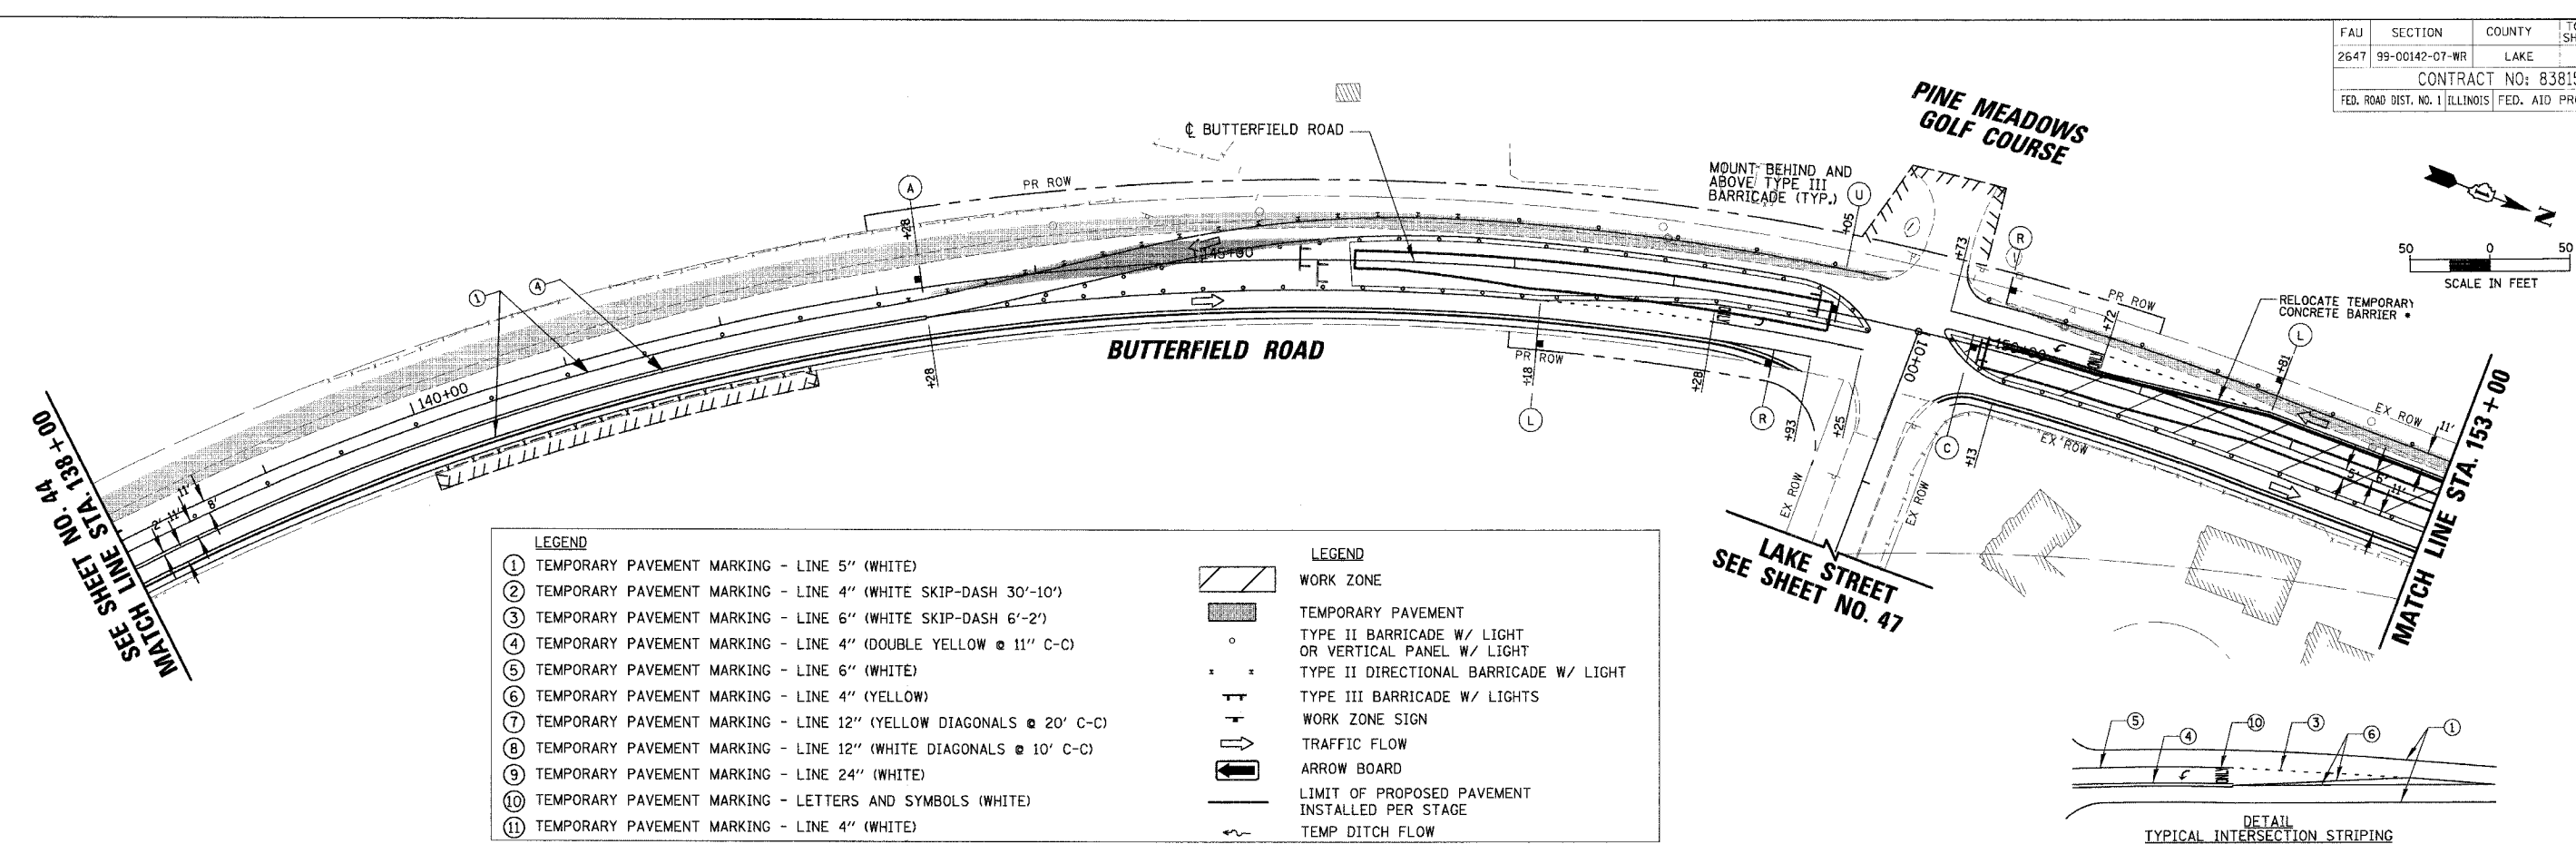 FAU SECTION COUNTY
2647 99-00142-07-WR LAKE
CONTRACT NO: 8381
FED. ROAD DIST. NO. 1 ILLINOIS FED. AID
PINE MEADOWS
GOLF COURSE
℄ BUTTERFIELD ROAD
MOUNT BEHIND AND
ABOVE TYPE III
BARRICADE (TYP.)
U
A
PR ROW
+28
+05
+73
R
N
50 0 50
SCALE IN FEET
PR ROW
RELOCATE TEMPORARY
CONCRETE BARRIER *
+72
L
+81
1
4
145+00
140+00
BUTTERFIELD ROAD
+28
PR ROW
+18
L
+28
R
+93
+25
10+00
150+00
ONLY
ONLY
C
+13
EX ROW
EX ROW
EX ROW
EX ROW
11'
5'
6'
11'
11'
8'
2'
11'
SEE SHEET NO. 44
MATCH LINE STA. 138+00
MATCH LINE STA. 153+00
LAKE STREET
SEE SHEET NO. 47
LEGEND
1 TEMPORARY PAVEMENT MARKING - LINE 5" (WHITE)
2 TEMPORARY PAVEMENT MARKING - LINE 4" (WHITE SKIP-DASH 30'-10')
3 TEMPORARY PAVEMENT MARKING - LINE 6" (WHITE SKIP-DASH 6'-2')
4 TEMPORARY PAVEMENT MARKING - LINE 4" (DOUBLE YELLOW @ 11" C-C)
5 TEMPORARY PAVEMENT MARKING - LINE 6" (WHITE)
6 TEMPORARY PAVEMENT MARKING - LINE 4" (YELLOW)
7 TEMPORARY PAVEMENT MARKING - LINE 12" (YELLOW DIAGONALS @ 20' C-C)
8 TEMPORARY PAVEMENT MARKING - LINE 12" (WHITE DIAGONALS @ 10' C-C)
9 TEMPORARY PAVEMENT MARKING - LINE 24" (WHITE)
10 TEMPORARY PAVEMENT MARKING - LETTERS AND SYMBOLS (WHITE)
11 TEMPORARY PAVEMENT MARKING - LINE 4" (WHITE)
LEGEND
WORK ZONE
TEMPORARY PAVEMENT
TYPE II BARRICADE W/ LIGHT
OR VERTICAL PANEL W/ LIGHT
TYPE II DIRECTIONAL BARRICADE W/ LIGHT
TYPE III BARRICADE W/ LIGHTS
WORK ZONE SIGN
TRAFFIC FLOW
ARROW BOARD
LIMIT OF PROPOSED PAVEMENT
INSTALLED PER STAGE
TEMP DITCH FLOW
5
10
3
4
6
1
ONLY
DETAIL
TYPICAL INTERSECTION STRIPING